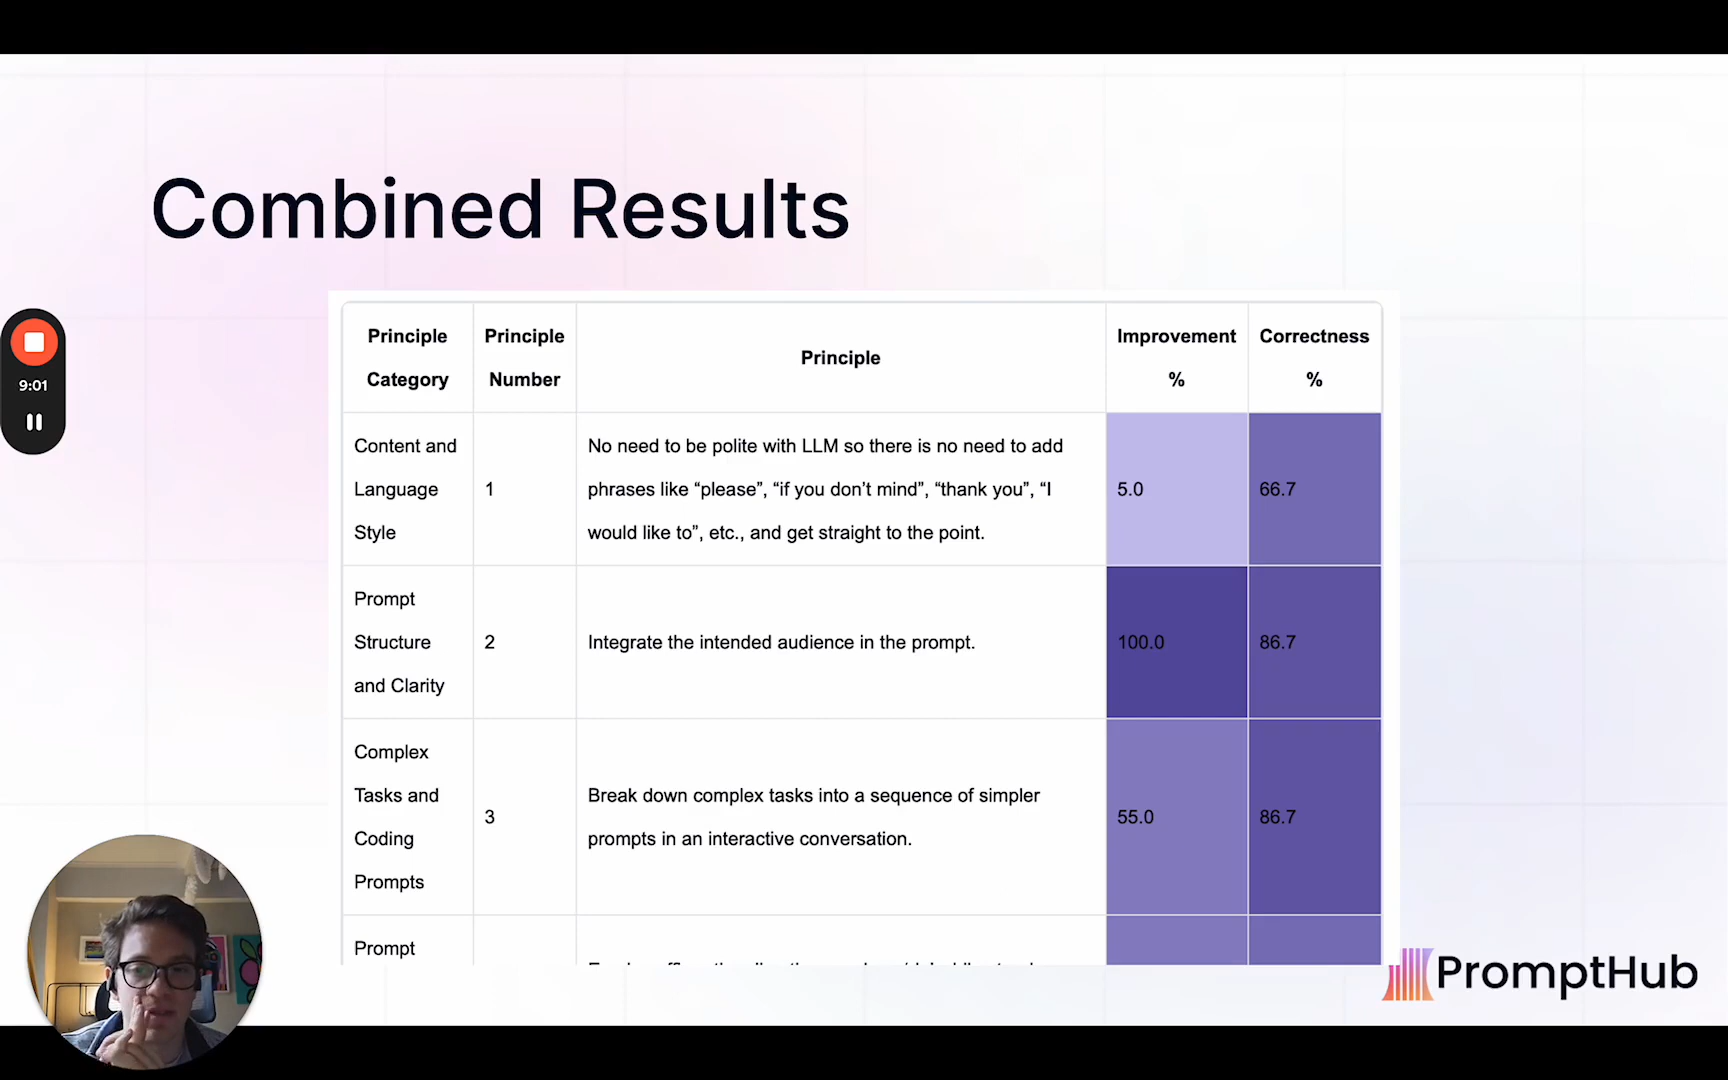 Combined Results
9:01
Principle
Category
Principle
Number
Principle
Improvement
%
Correctness
%
Content and
Language
Style
1
No need to be polite with LLM so there is no need to add
phrases like “please”, “if you don’t mind”, “thank you”, “I
would like to”, etc., and get straight to the point.
5.0
66.7
Prompt
Structure
and Clarity
2
Integrate the intended audience in the prompt.
100.0
86.7
Complex
Tasks and
Coding
Prompts
3
Break down complex tasks into a sequence of simpler
prompts in an interactive conversation.
55.0
86.7
Prompt
PromptHub